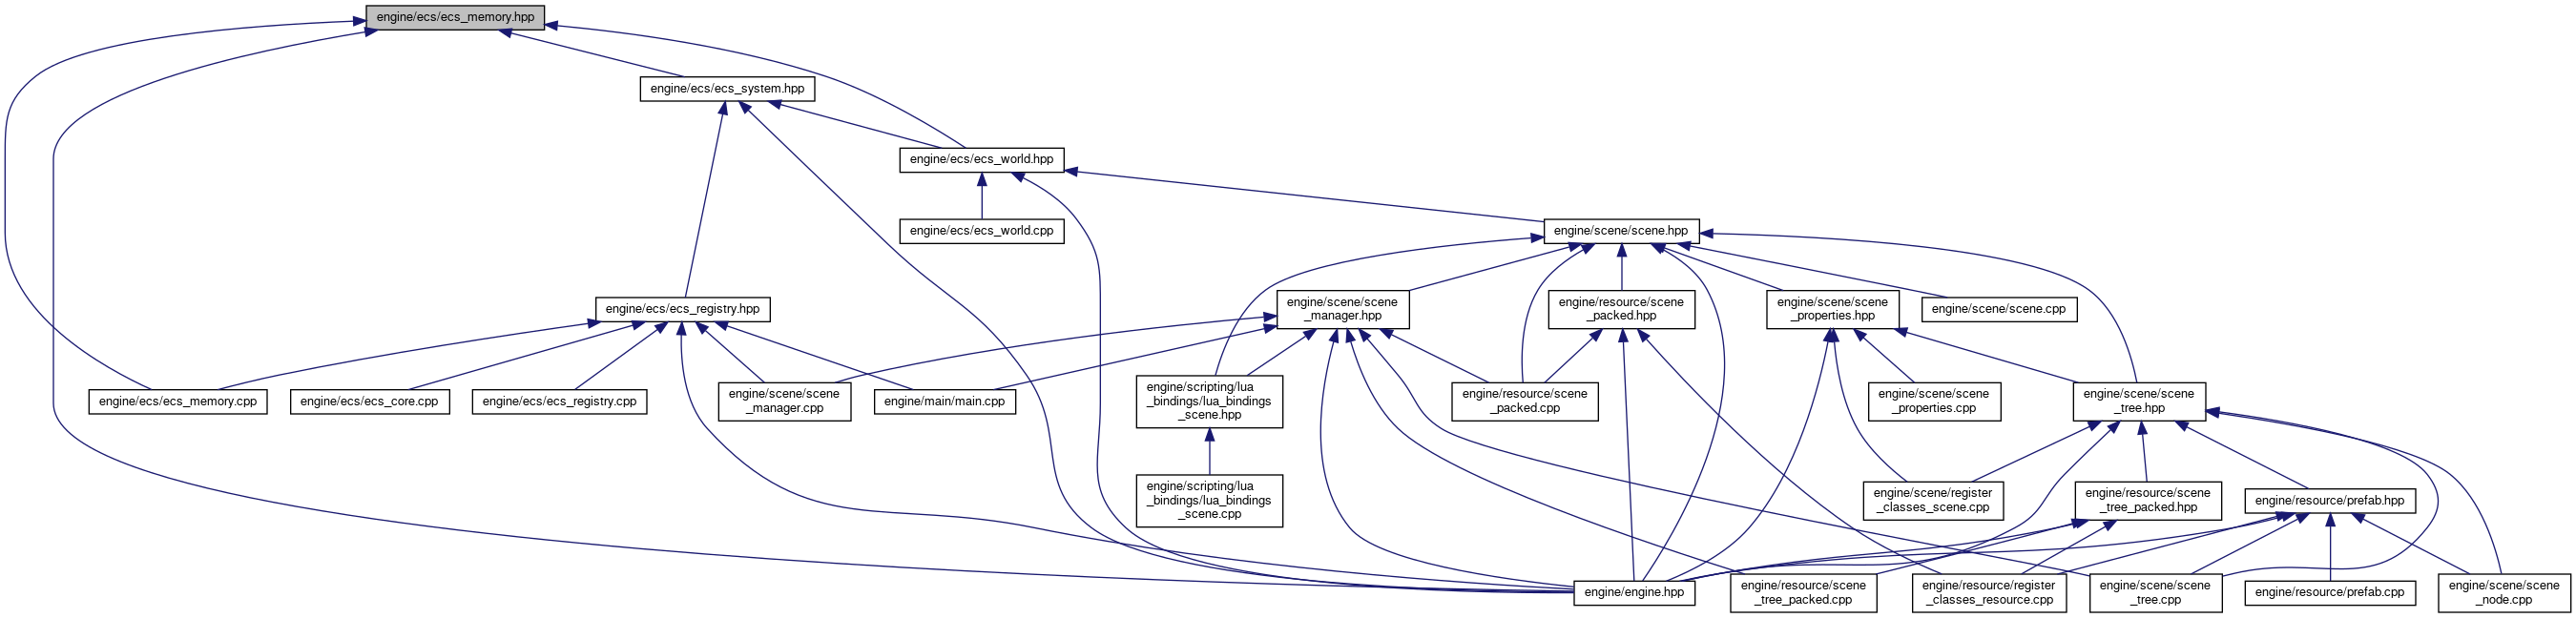 engine/ecs/ecs_memory.hpp
engine/ecs/ecs_system.hpp
engine/ecs/ecs_world.hpp
engine/ecs/ecs_world.cpp
engine/scene/scene.hpp
engine/ecs/ecs_registry.hpp
engine/scene/scene
_manager.hpp
engine/resource/scene
_packed.hpp
engine/scene/scene
_properties.hpp
engine/scene/scene.cpp
engine/ecs/ecs_memory.cpp
engine/ecs/ecs_core.cpp
engine/ecs/ecs_registry.cpp
engine/scene/scene
_manager.cpp
engine/main/main.cpp
engine/scripting/lua
_bindings/lua_bindings
_scene.hpp
engine/resource/scene
_packed.cpp
engine/scene/scene
_properties.cpp
engine/scene/scene
_tree.hpp
engine/scripting/lua
_bindings/lua_bindings
_scene.cpp
engine/scene/register
_classes_scene.cpp
engine/resource/scene
_tree_packed.hpp
engine/resource/prefab.hpp
engine/engine.hpp
engine/resource/scene
_tree_packed.cpp
engine/resource/register
_classes_resource.cpp
engine/scene/scene
_tree.cpp
engine/resource/prefab.cpp
engine/scene/scene
_node.cpp